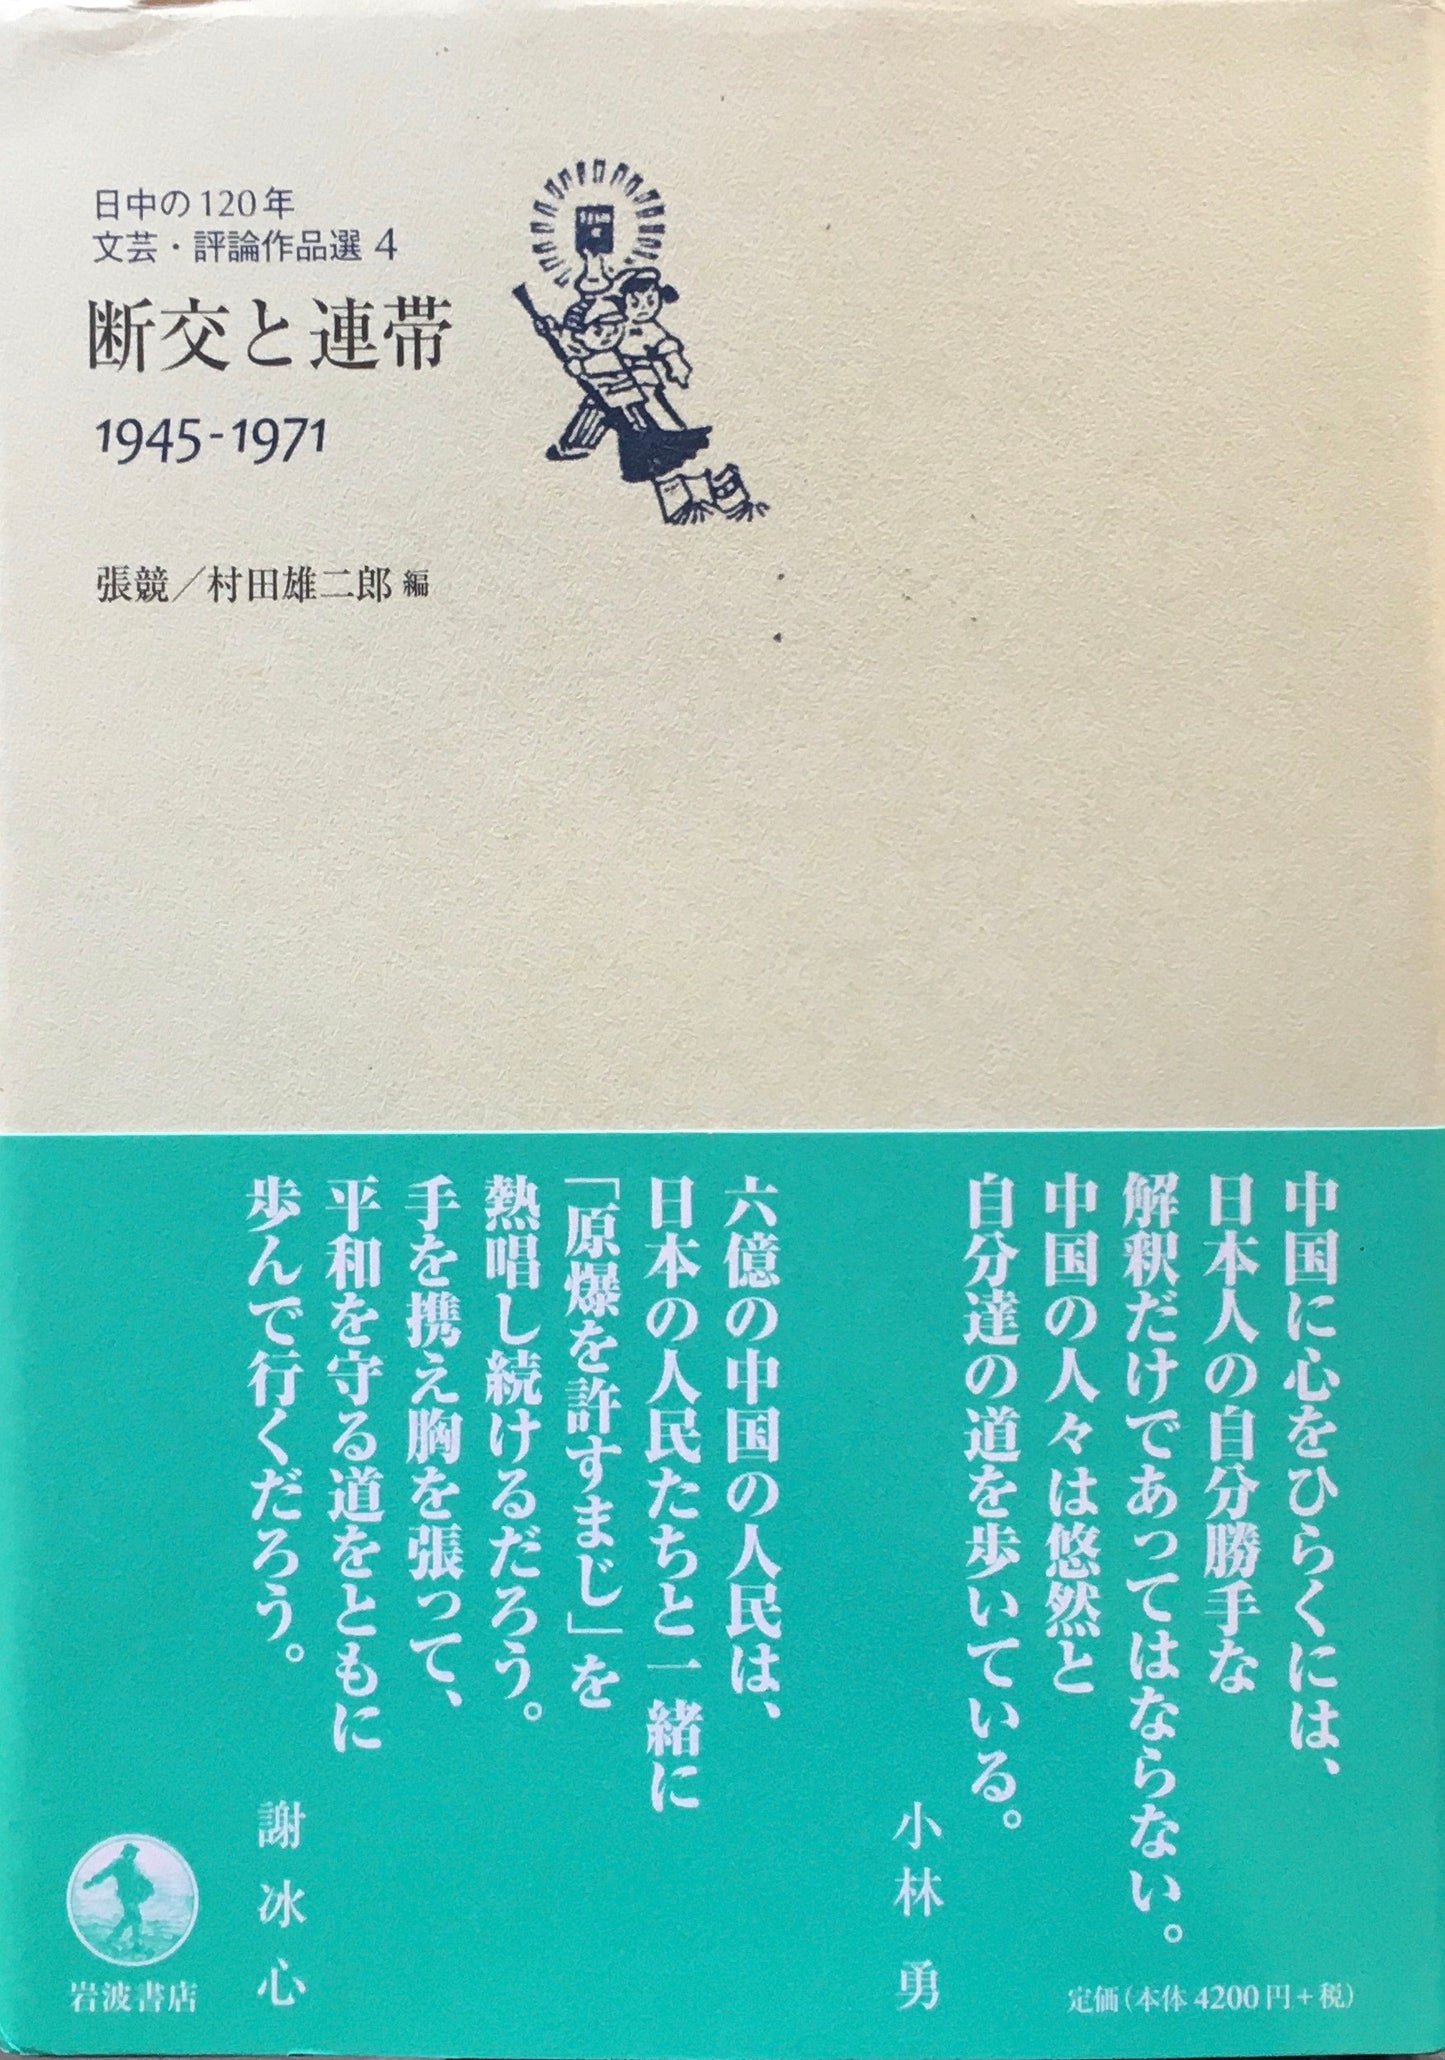 日中の120年
文芸・評論作品選 4
断交と連帯
1945-1971
張競／村田雄二郎 編
中国に心をひらくには、
日本人の自分勝手な
解釈だけであってはならない。
中国の人々は悠然と
自分達の道を歩いている。
小林 勇
六億の中国の人民は、
日本の人民たちと一緒に
「原爆を許すまじ」を
熱唱し続けるだろう。
手を携え胸を張って、
平和を守る道をともに
歩んで行くだろう。
謝冰心
岩波書店
定価(本体 4200円+税)